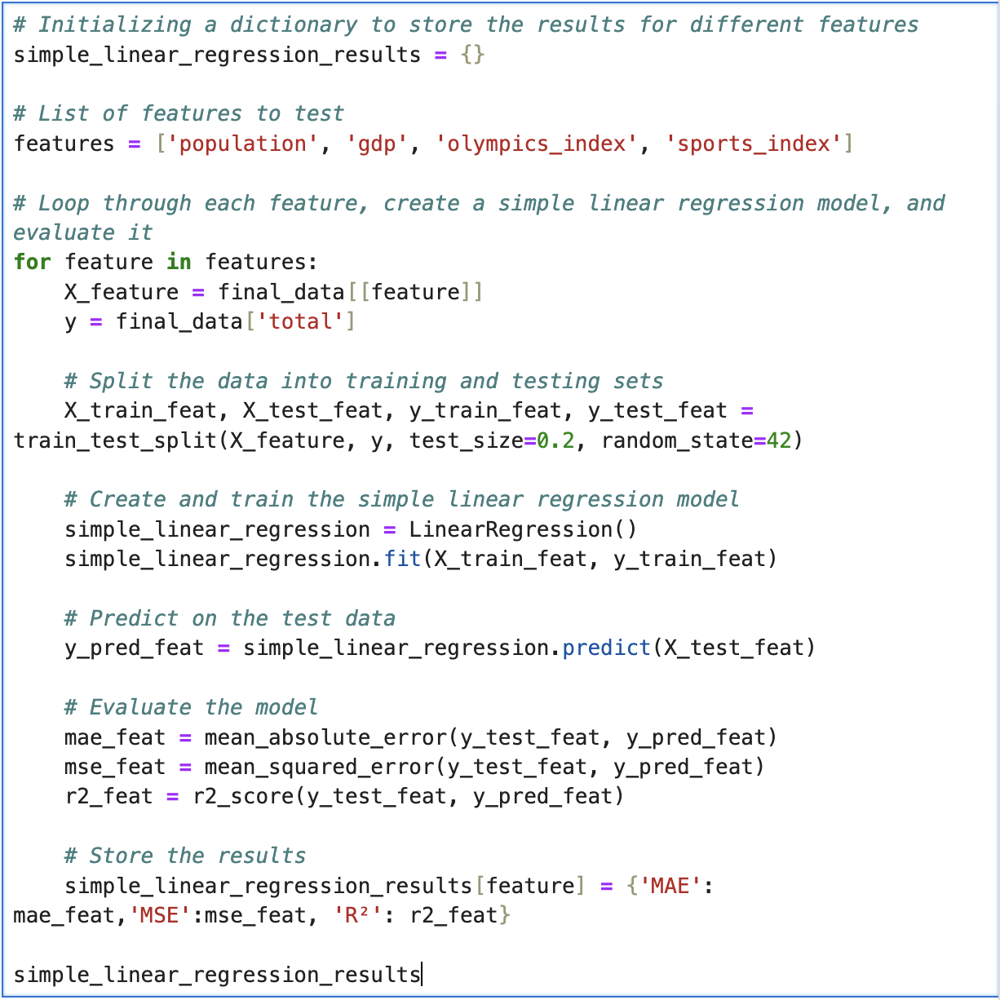 # Initializing a dictionary to store the results for different features
simple_linear_regression_results = {}

# List of features to test
features = ['population', 'gdp', 'olympics_index', 'sports_index']

# Loop through each feature, create a simple linear regression model, and
evaluate it
for feature in features:
    X_feature = final_data[[feature]]
    y = final_data['total']

    # Split the data into training and testing sets
    X_train_feat, X_test_feat, y_train_feat, y_test_feat =
train_test_split(X_feature, y, test_size=0.2, random_state=42)

    # Create and train the simple linear regression model
    simple_linear_regression = LinearRegression()
    simple_linear_regression.fit(X_train_feat, y_train_feat)

    # Predict on the test data
    y_pred_feat = simple_linear_regression.predict(X_test_feat)

    # Evaluate the model
    mae_feat = mean_absolute_error(y_test_feat, y_pred_feat)
    mse_feat = mean_squared_error(y_test_feat, y_pred_feat)
    r2_feat = r2_score(y_test_feat, y_pred_feat)

    # Store the results
    simple_linear_regression_results[feature] = {'MAE':
mae_feat,'MSE':mse_feat, 'R²': r2_feat}

simple_linear_regression_results